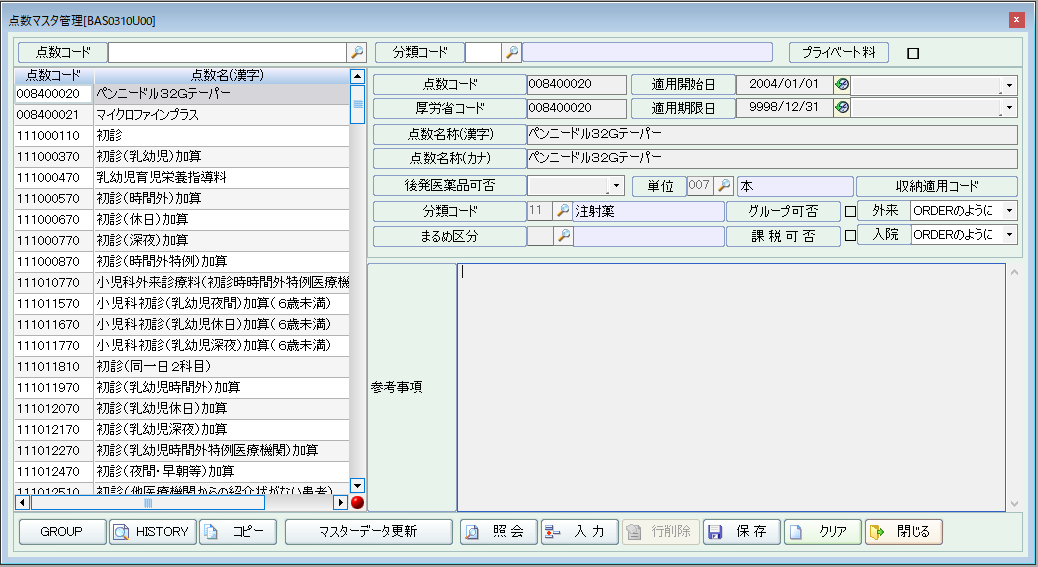 点数マスタ管理[BAS0310U00]
点数コード 分類コード プライベート料
点数コード 点数名(漢字)
008400020 ペンニードル32Gテーパー
008400021 マイクロファインプラス
111000110 初診
111000370 初診(乳幼児)加算
111000470 乳幼児育児栄養指導料
111000570 初診(時間外)加算
111000670 初診(休日)加算
111000770 初診(深夜)加算
111000870 初診(時間外特例)加算
111010770 小児科外来診療料(初診時時間外特例医療機
111011570 小児科初診(乳幼児夜間)加算(6歳未満)
111011670 小児科初診(乳幼児休日)加算(6歳未満)
111011770 小児科初診(乳幼児深夜)加算(6歳未満)
111011810 初診(同一日2科目)
111011970 初診(乳幼児時間外)加算
111012070 初診(乳幼児休日)加算
111012170 初診(乳幼児深夜)加算
111012270 初診(乳幼児時間外特例医療機関)加算
111012470 初診(夜間・早朝等)加算
111012510 初診(他医療機関からの紹介状がない患者)
点数コード 008400020 適用開始日 2004/01/01
厚労省コード 008400020 適用期限日 9998/12/31
点数名称(漢字) ペンニードル32Gテーパー
点数名称(カナ) ペンニードル32Gテーパー
後発医薬品可否 単位 007 本 収納適用コード
分類コード 11 注射薬 グループ可否 外来 ORDERのように
まるめ区分 課税可否 入院 ORDERのように
参考事項
GROUP HISTORY コピー マスターデータ更新 照会 入力 行削除 保存 クリア 閉じる